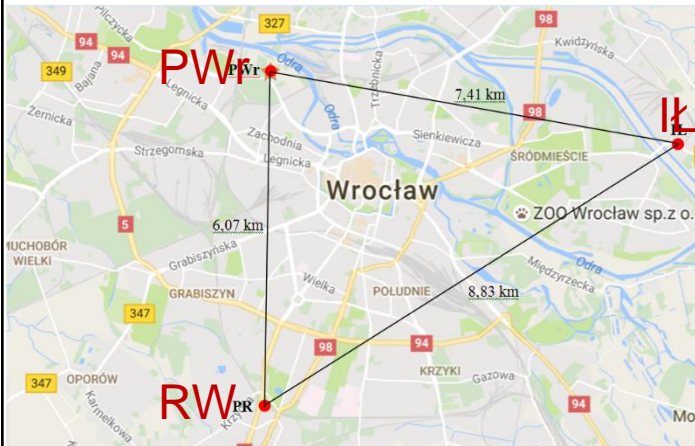 Pilczycka
327
98
Kwidzyńska
94
94
PWr
PWr
Odra
349
Bajana
Legnicka
Trzebnicka
7,41 km
98
IŁ
IŁ
Żernicka
Odra
Zachodnia
Sienkiewicza
Strzegomska
Legnicka
ŚRÓDMIEŚCIE
Wrocław
ZOO Wrocław sp.z o.
5
6,07 km
MUCHOBÓR
WIELKI
Grabiszyńska
Odra
Międzyrzecka
Wielka
GRABISZYN
POŁUDNIE
8,83 km
347
98
94
KRZYKI
347
OPORÓW
Gazowa
RW
PR
94
Karmelkowa
Mo